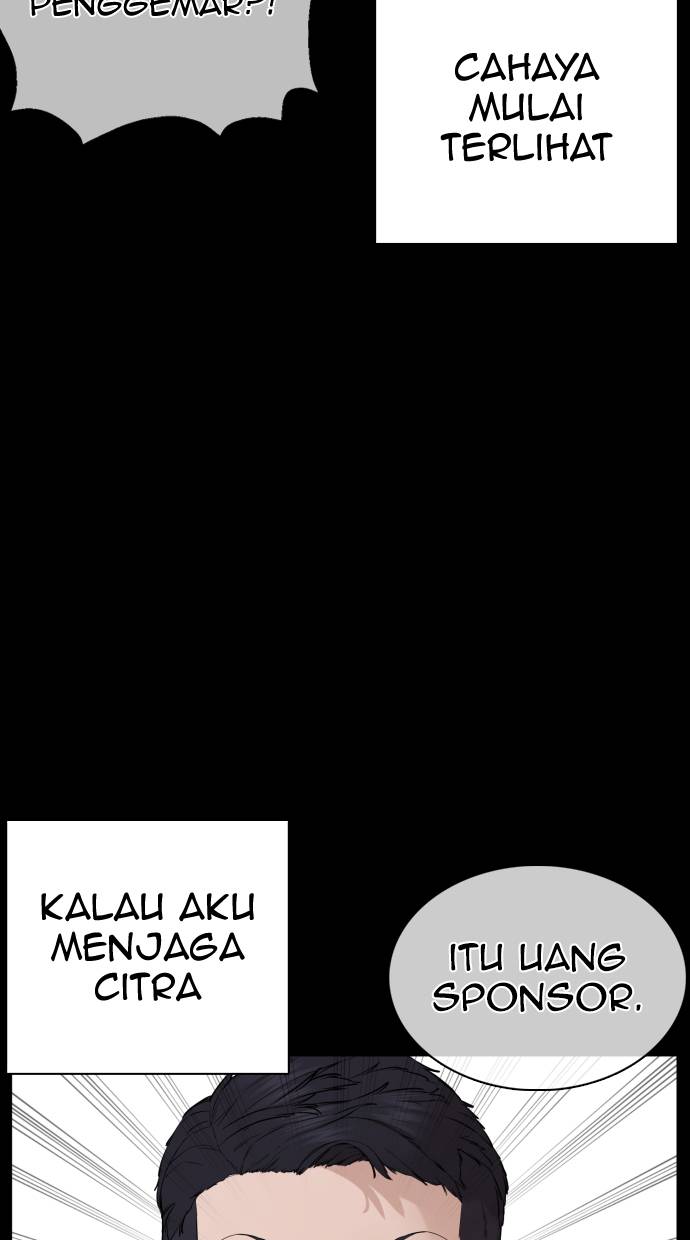 PENGGEMAR?!
CAHAYA
MULAI
TERLIHAT
KALAU AKU
MENJAGA
CITRA
ITU UANG
SPONSOR.